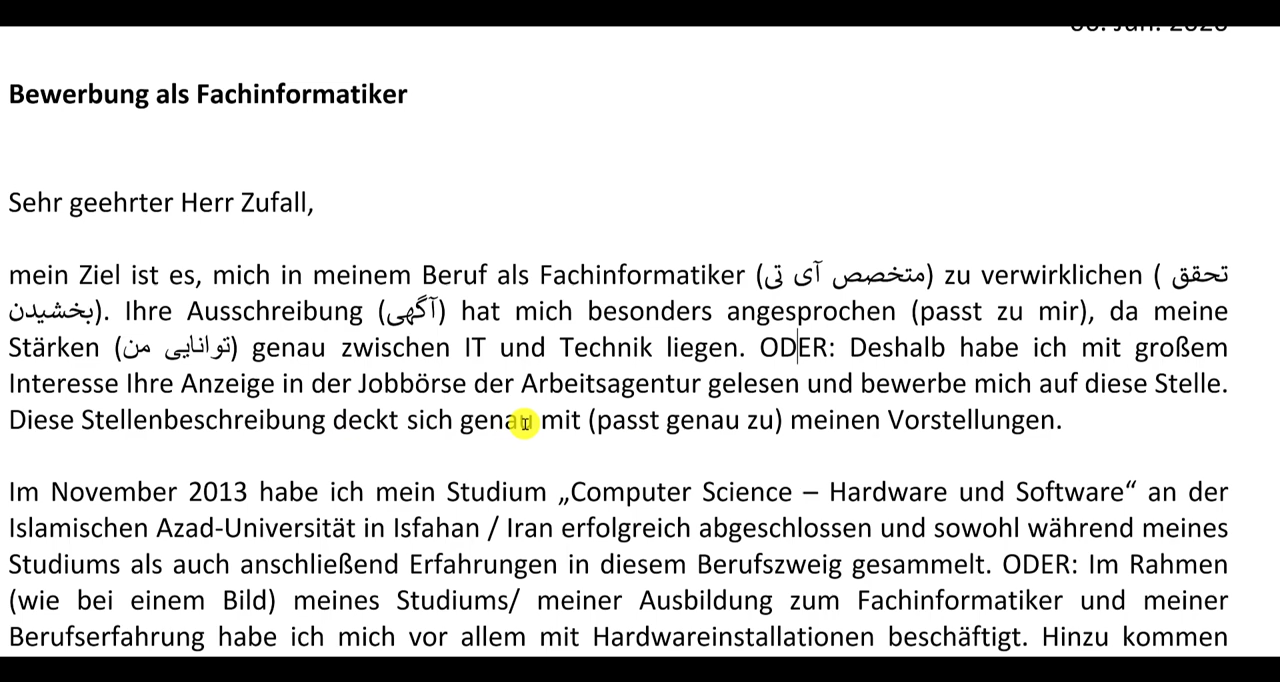 Bewerbung als Fachinformatiker
Sehr geehrter Herr Zufall,
mein Ziel ist es, mich in meinem Beruf als Fachinformatiker (متخصص آی تی) zu verwirklichen ( تحقق
بخشیدن). Ihre Ausschreibung (آگهی) hat mich besonders angesprochen (passt zu mir), da meine
Stärken (توانایی من) genau zwischen IT und Technik liegen. ODER: Deshalb habe ich mit großem
Interesse Ihre Anzeige in der Jobbörse der Arbeitsagentur gelesen und bewerbe mich auf diese Stelle.
Diese Stellenbeschreibung deckt sich genau mit (passt genau zu) meinen Vorstellungen.
Im November 2013 habe ich mein Studium „Computer Science – Hardware und Software“ an der
Islamischen Azad-Universität in Isfahan / Iran erfolgreich abgeschlossen und sowohl während meines
Studiums als auch anschließend Erfahrungen in diesem Berufszweig gesammelt. ODER: Im Rahmen
(wie bei einem Bild) meines Studiums/ meiner Ausbildung zum Fachinformatiker und meiner
Berufserfahrung habe ich mich vor allem mit Hardwareinstallationen beschäftigt. Hinzu kommen